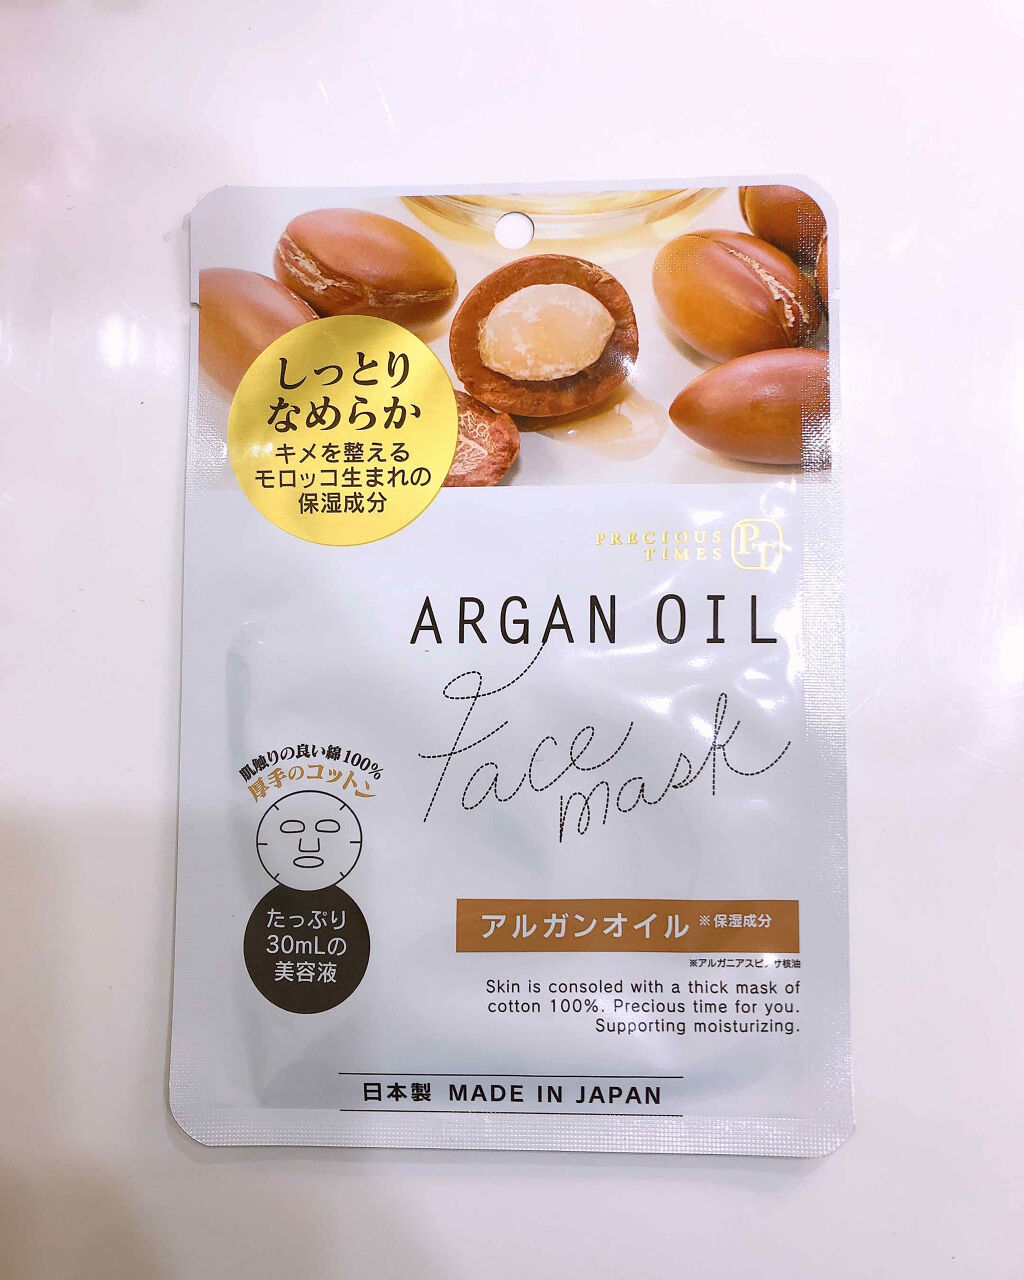 しっとり
なめらか
キメを整える
モロッコ生まれの
保湿成分
PRECIOUS
TIMES
PT
ARGAN OIL
Face
mask
肌触りの良い綿100%
厚手のコットン
たっぷり
30mLの
美容液
アルガンオイル ※保湿成分
※アルガニアスピノサ核油
Skin is consoled with a thick mask of
cotton 100%. Precious time for you.
Supporting moisturizing.
日本製 MADE IN JAPAN